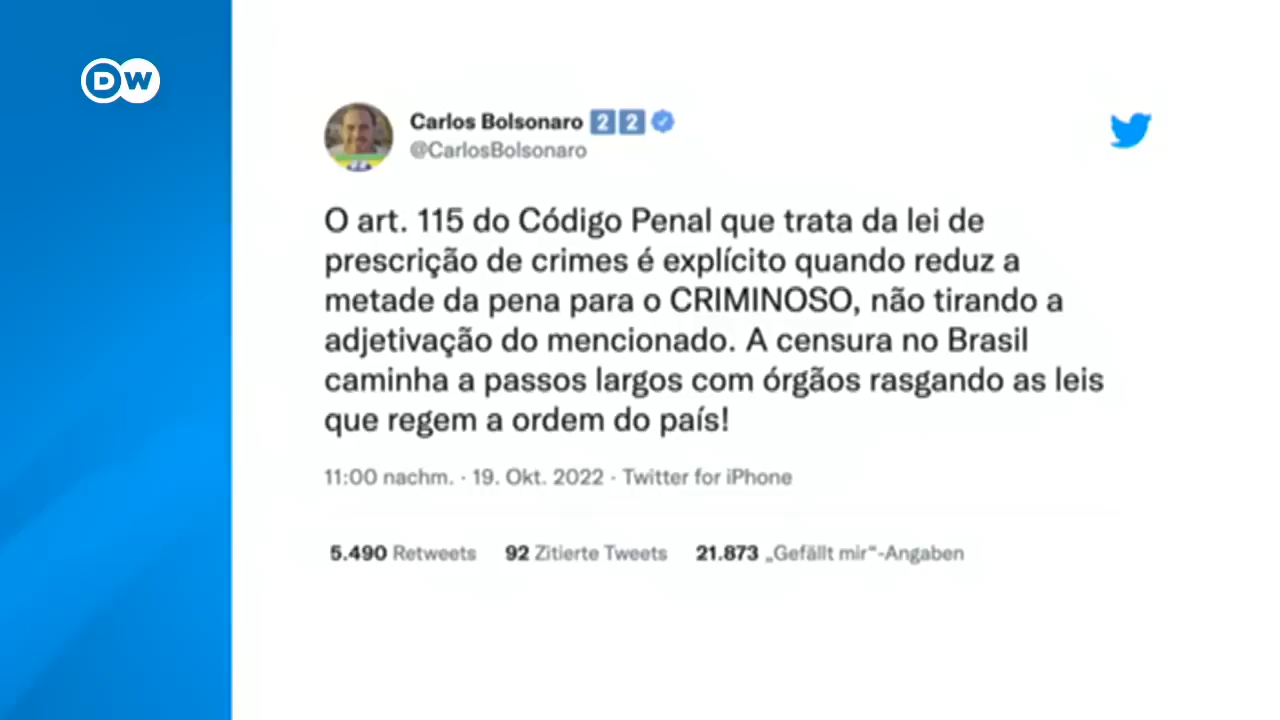 DW
Carlos Bolsonaro 2️⃣2️⃣
@CarlosBolsonaro
O art. 115 do Código Penal que trata da lei de
prescrição de crimes é explícito quando reduz a
metade da pena para o CRIMINOSO, não tirando a
adjetivação do mencionado. A censura no Brasil
caminha a passos largos com órgãos rasgando as leis
que regem a ordem do país!
11:00 nachm. · 19. Okt. 2022 · Twitter for iPhone
5.490 Retweets 92 Zitierte Tweets 21.873 „Gefällt mir“-Angaben